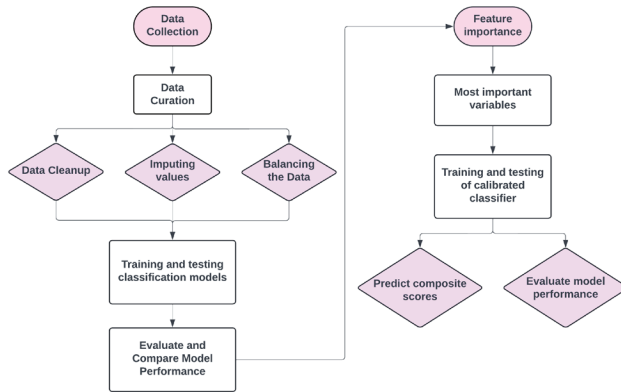 Data
Collection
Data
Curation
Data Cleanup
Imputing
values
Balancing
the Data
Training and testing
classification models
Evaluate and
Compare Model
Performance
Feature
importance
Most important
variables
Training and testing
of calibrated
classifier
Predict composite
scores
Evaluate model
performance